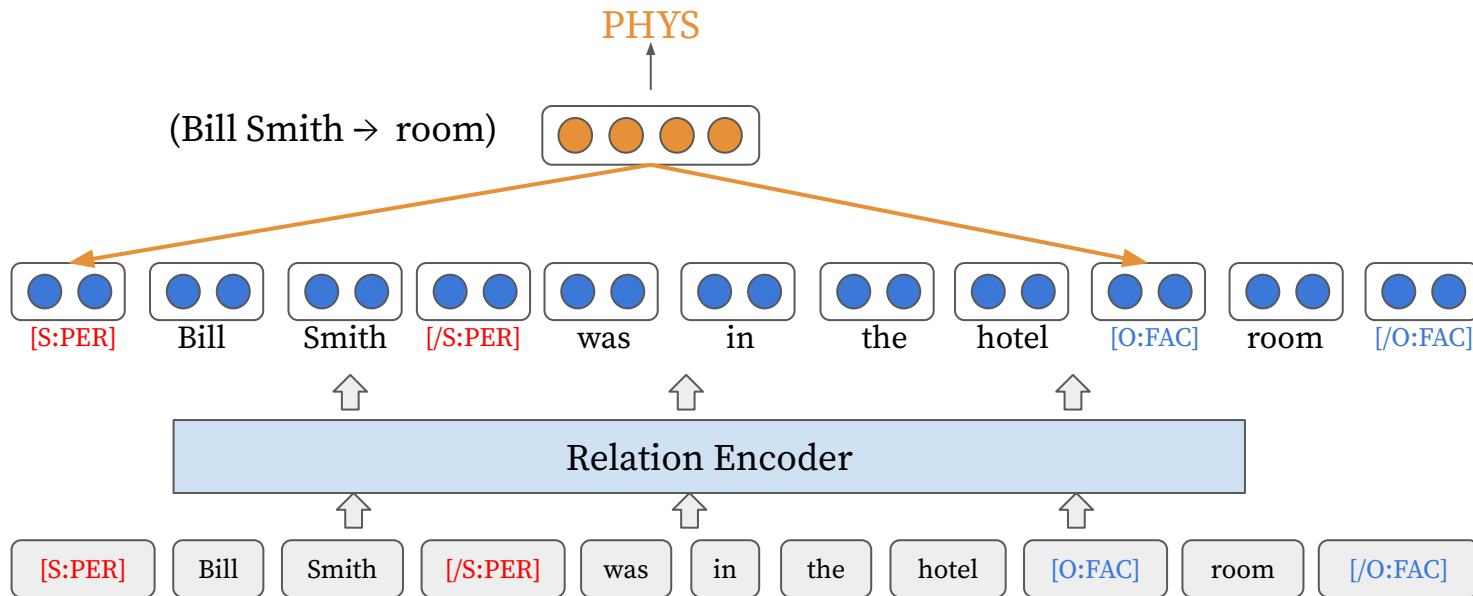 PHYS
(Bill Smith → room)
[S:PER] Bill Smith [/S:PER] was in the hotel [O:FAC] room [/O:FAC]
Relation Encoder
[S:PER] Bill Smith [/S:PER] was in the hotel [O:FAC] room [/O:FAC]